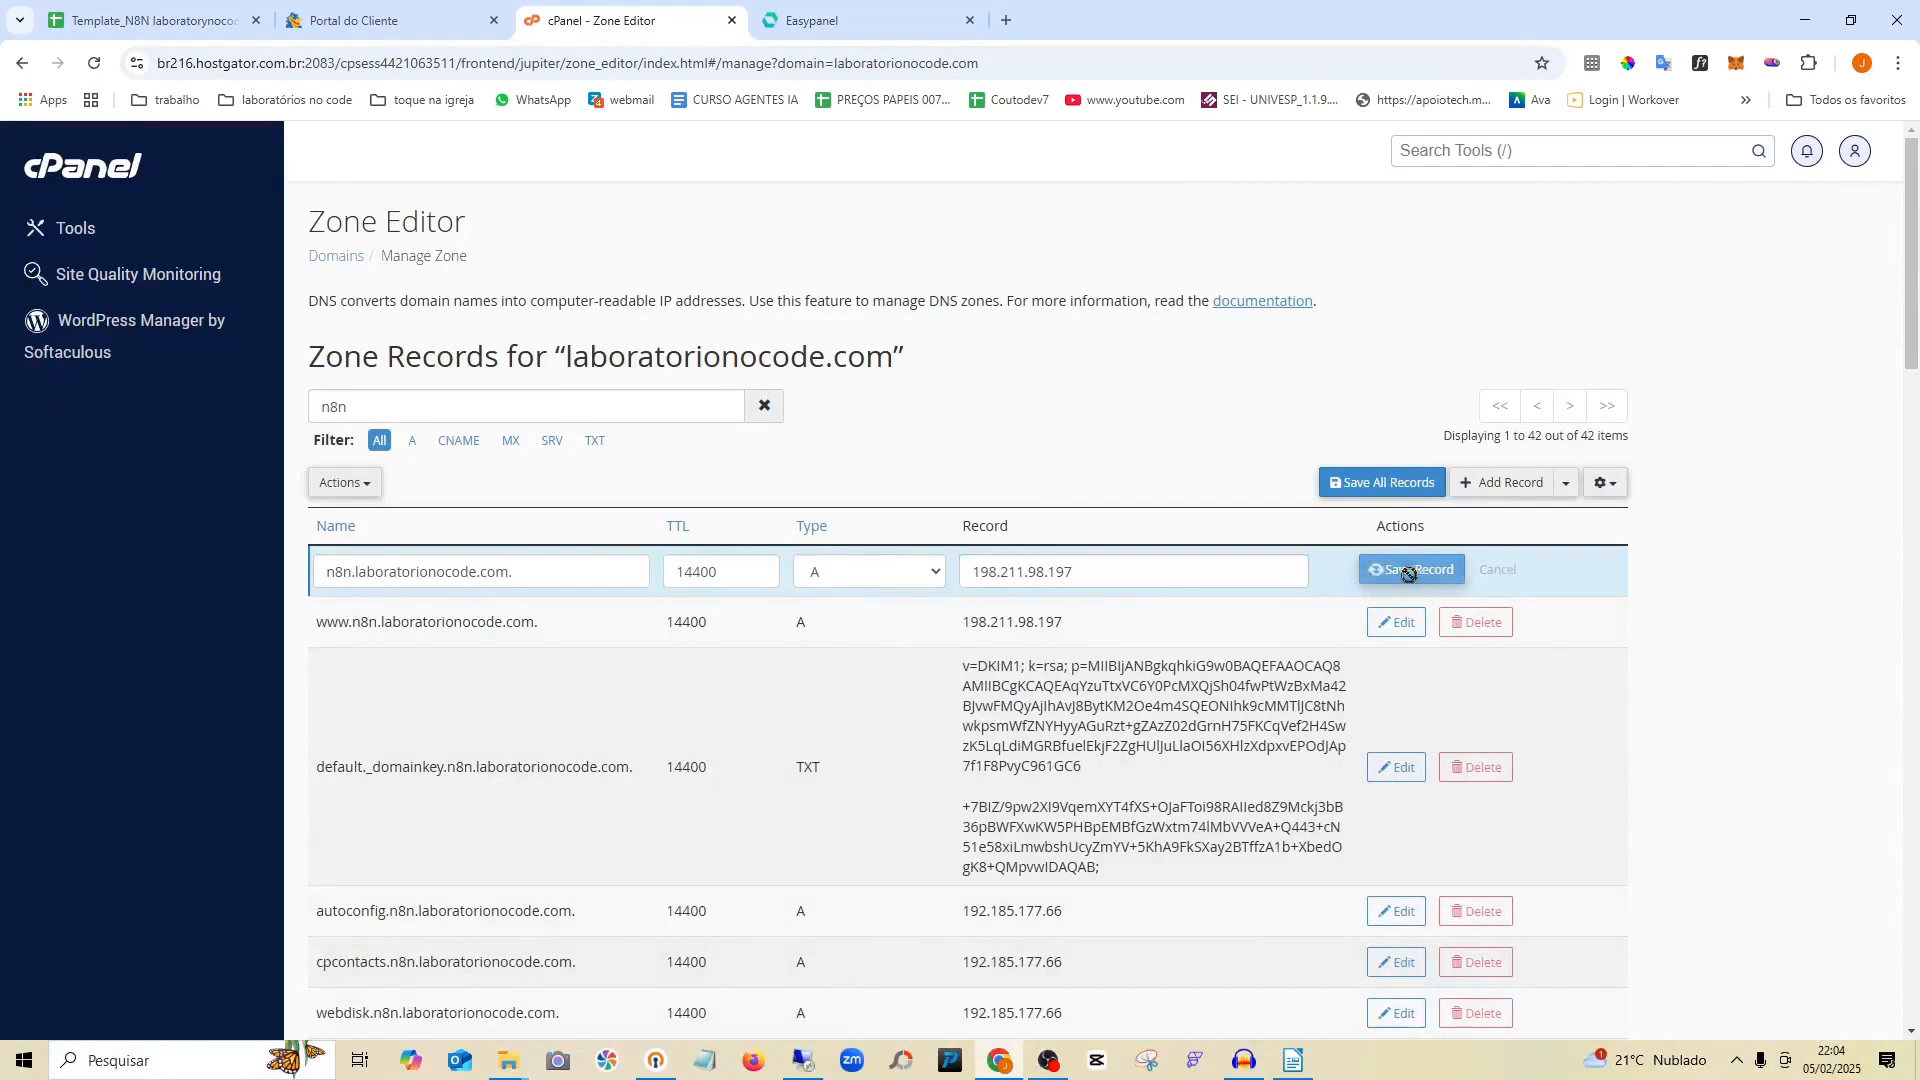 Template_N8N laboratorynoco
Portal do Cliente
cPanel - Zone Editor
Easypanel
br216.hostgator.com.br:2083/cpsess4421063511/frontend/jupiter/zone_editor/index.html#/manage?domain=laboratorionocode.com
Apps
trabalho
laboratórios no code
toque na igreja
WhatsApp
webmail
CURSO AGENTES IA
PREÇOS PAPEIS 007...
Coutodev7
www.youtube.com
SEI - UNIVESP_1.1.9....
https://apoiotech.m...
Ava
Login | Workover
»
Todos os favoritos
cPanel
Search Tools (/)
Tools
Site Quality Monitoring
WordPress Manager by
Softaculous
Zone Editor
Domains / Manage Zone
DNS converts domain names into computer-readable IP addresses. Use this feature to manage DNS zones. For more information, read the documentation.
Zone Records for “laboratorionocode.com”
n8n
<< < > >>
Filter: All A CNAME MX SRV TXT
Displaying 1 to 42 out of 42 items
Actions
Save All Records
+ Add Record
Name TTL Type Record Actions
n8n.laboratorionocode.com. 14400 A 198.211.98.197 Save Record Cancel
www.n8n.laboratorionocode.com. 14400 A 198.211.98.197 Edit Delete
v=DKIM1; k=rsa; p=MIIBIjANBgkqhkiG9w0BAQEFAAOCAQ8
AMIIBCgKCAQEAqYzuTtxVC6Y0PcMXQjSh04fwPtWzBxMa42
BJvwFMQyAjIhAvJ8BytKM2Oe4m4SQEONIhk9cMMTlJC8tNh
wkpsmWfZNYHyyAGuRzt+gZAzZ02dGrnH75FKCqVef2H4Sw
zK5LqLdiMGRBfuelEkjF2ZgHUlJuLlaOI56XHlzXdpxvEPOdJAp
7f1F8PvyC961GC6
default._domainkey.n8n.laboratorionocode.com. 14400 TXT Edit Delete
+7BIZ/9pw2XI9VqemXYT4fXS+OJaFToi98RAIIed8Z9Mckj3bB
36pBWFXwKW5PHBpEMBfGzWxtm74lMbVVVeA+Q443+cN
51e58xiLmwbshUcyZmYV+5KhA9FkSXay2BTffzA1b+XbedO
gK8+QMpvwIDAQAB;
autoconfig.n8n.laboratorionocode.com. 14400 A 192.185.177.66 Edit Delete
cpcontacts.n8n.laboratorionocode.com. 14400 A 192.185.177.66 Edit Delete
webdisk.n8n.laboratorionocode.com. 14400 A 192.185.177.66 Edit Delete
Pesquisar
21°C Nublado
22:04
05/02/2025